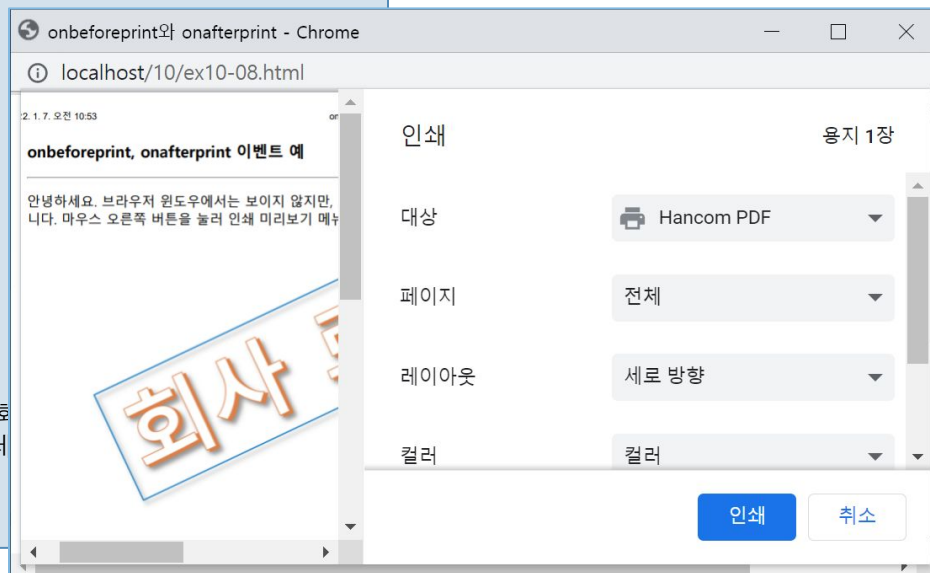 onbeforeprint와 onafterprint - Chrome
localhost/10/ex10-08.html
2. 1. 7. 오전 10:53
onbeforeprint, onafterprint 이벤트 예
안녕하세요. 브라우저 윈도우에서는 보이지 않지만,
니다. 마우스 오른쪽 버튼을 눌러 인쇄 미리보기 메뉴
회사
인쇄
용지 1장
대상
Hancom PDF
페이지
전체
레이아웃
세로 방향
컬러
컬러
인쇄
취소